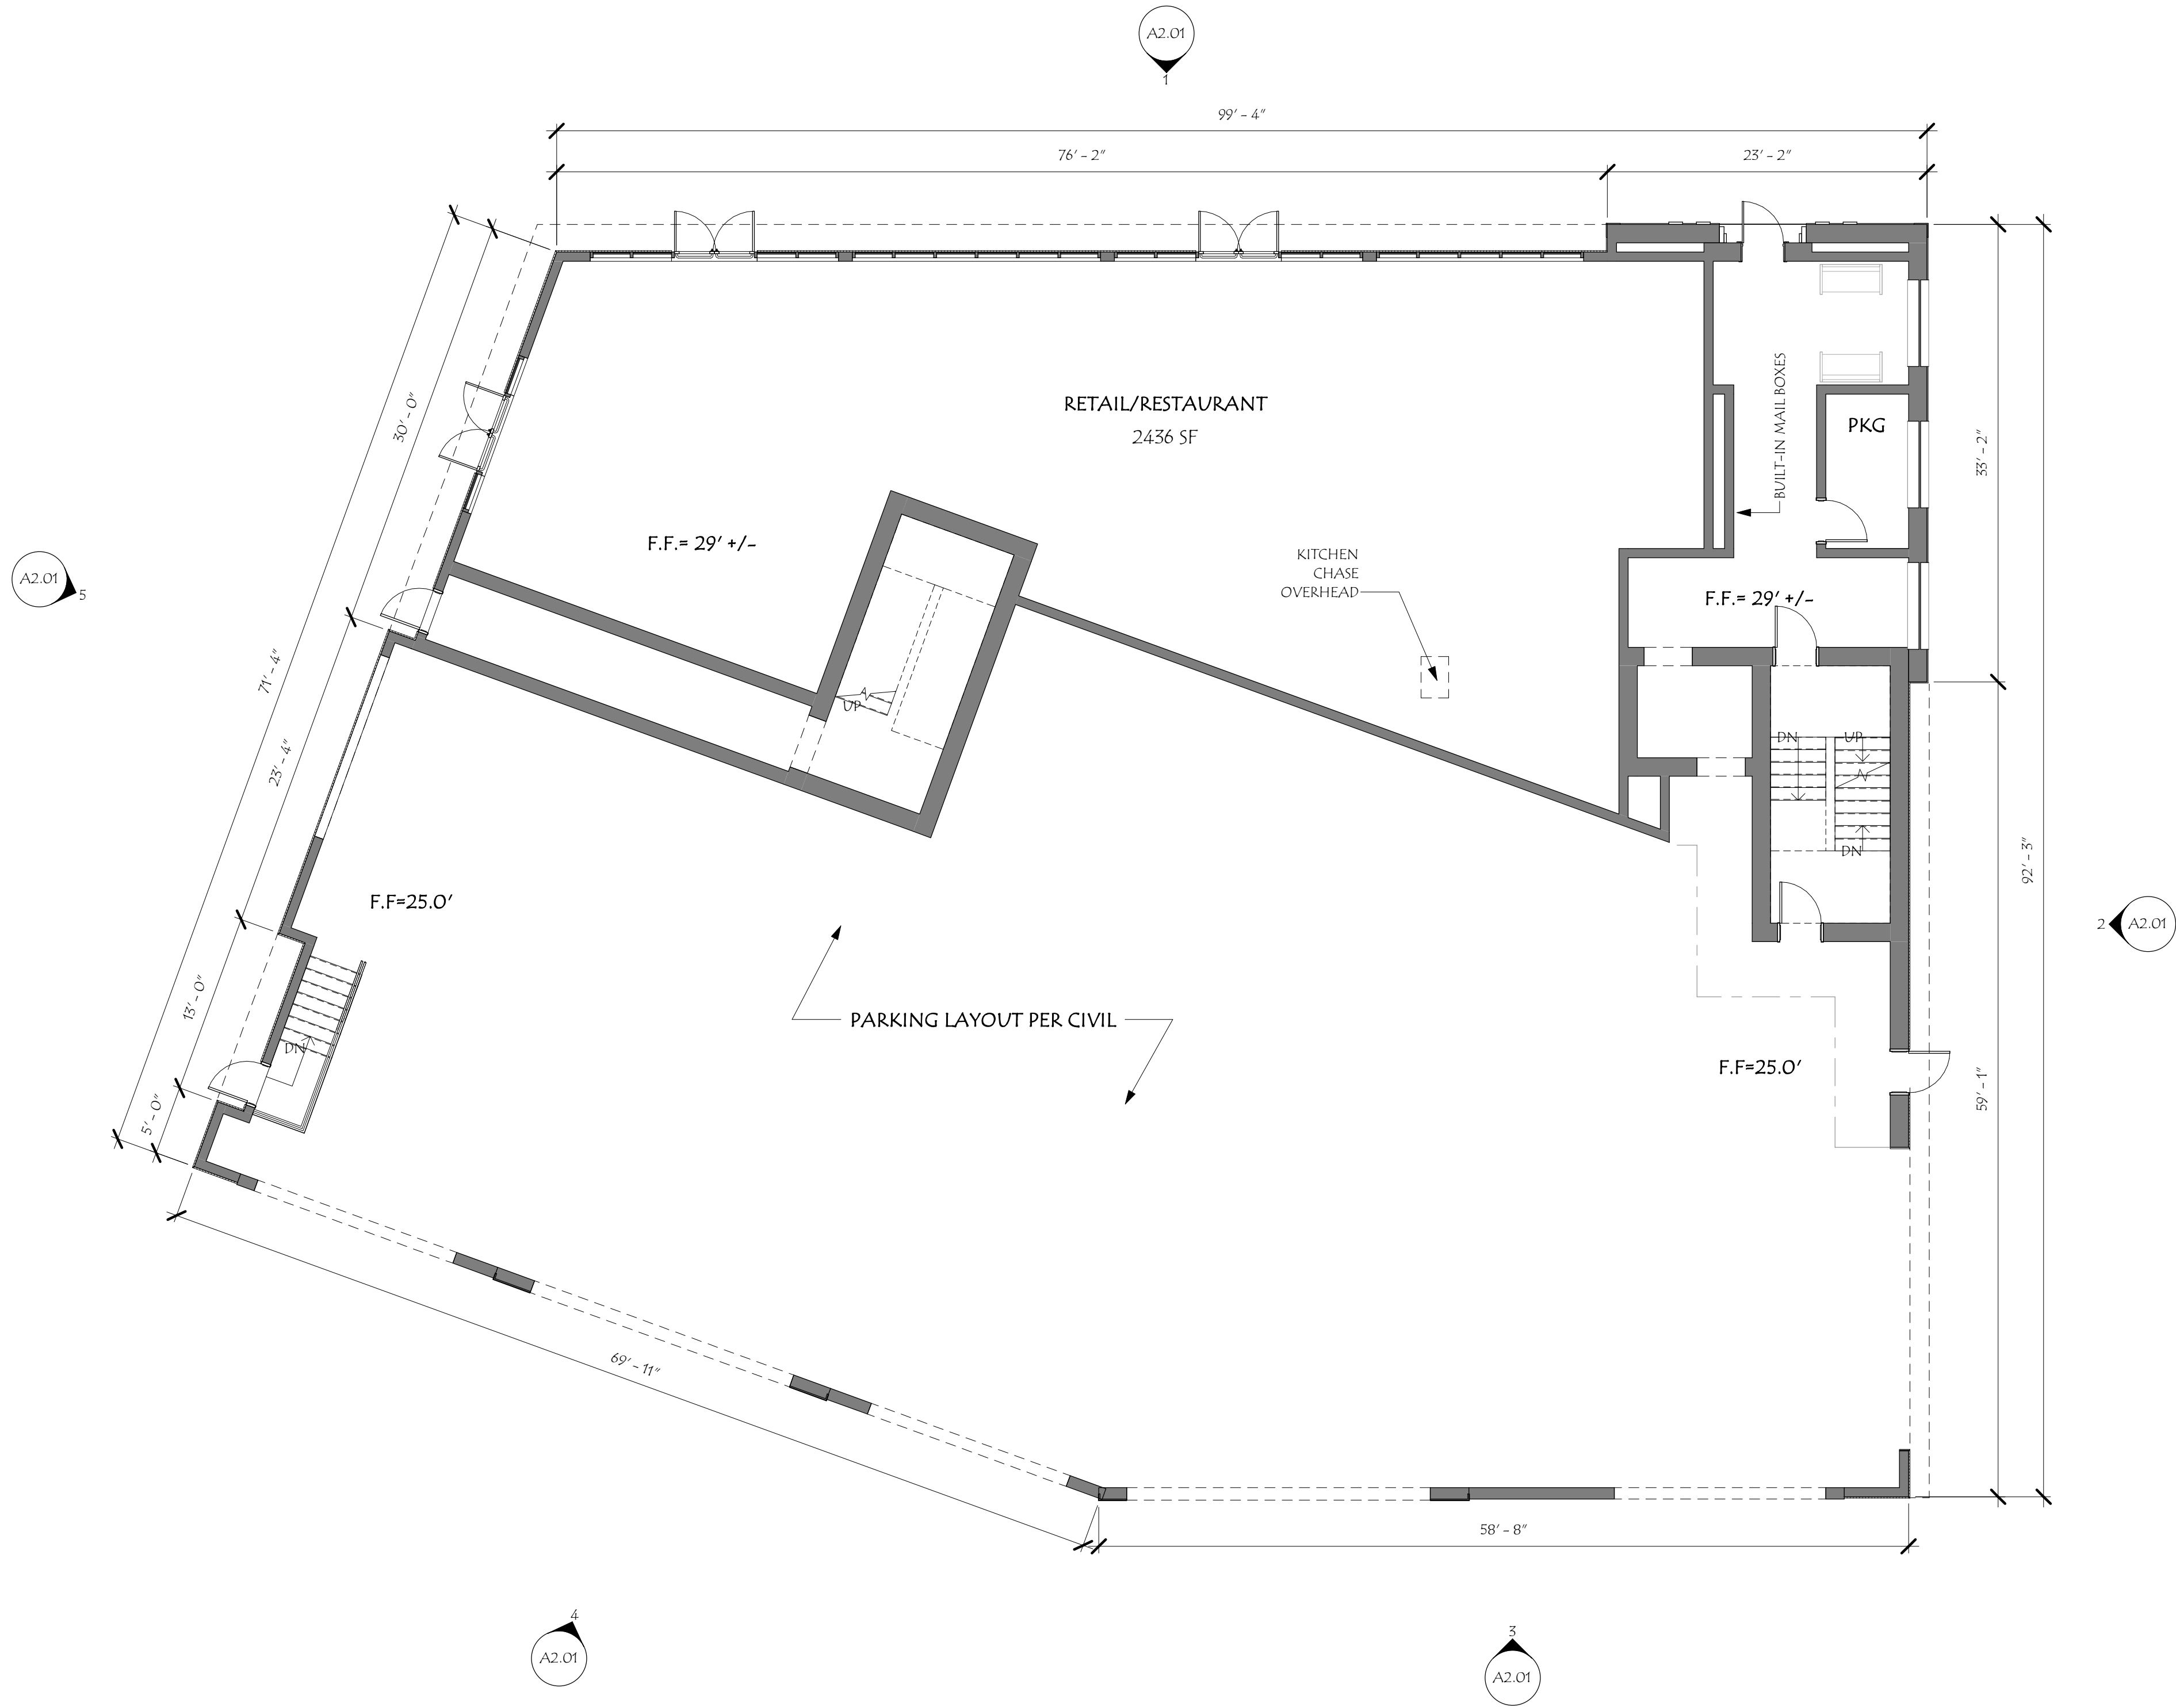 A2.01
1
99' - 4"
76' - 2"
23' - 2"
30' - 0"
71' - 4"
23' - 4"
13' - 0"
5' - 0"
RETAIL/RESTAURANT
2436 SF
F.F.= 29' +/-
KITCHEN
CHASE
OVERHEAD
BUILT-IN MAIL BOXES
PKG
F.F.= 29' +/-
33' - 2"
A2.01
5
UP
DN
UP
DN
92' - 3"
F.F=25.0'
2
A2.01
PARKING LAYOUT PER CIVIL
DN
F.F=25.0'
59' - 1"
69' - 11"
58' - 8"
4
A2.01
3
A2.01